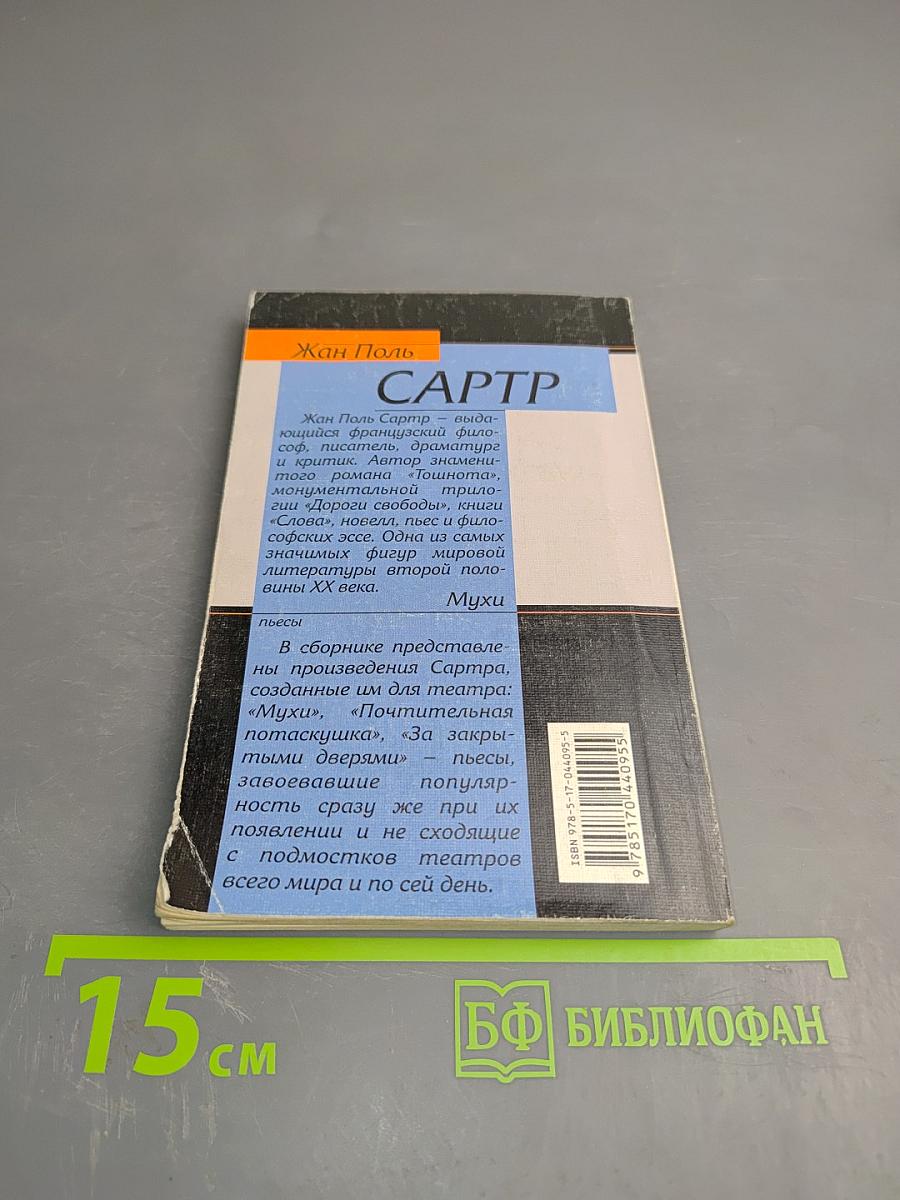 Жан Поль
САРТР
Жан Поль Сартр – выда-
ющийся французский фило-
соф, писатель, драматург
и критик. Автор знамени-
того романа «Тошнота»,
монументальной трило-
гии «Дороги свободы», книги
«Слова», новелл, пьес и фило-
софских эссе. Одна из самых
значимых фигур мировой
литературы второй поло-
вины XX века.
Мухи
пьесы
В сборнике представле-
ны произведения Сартра,
созданные им для театра:
«Мухи», «Почтительная
потаскушка», «За закры-
тыми дверями» – пьесы,
завоевавшие популяр-
ность сразу же при их
появлении и не сходящие
с подмостков театров
всего мира и по сей день.
ISBN 978-5-17-044095-5
9 785170 440955
15 см
БФ БИБЛИОФАН